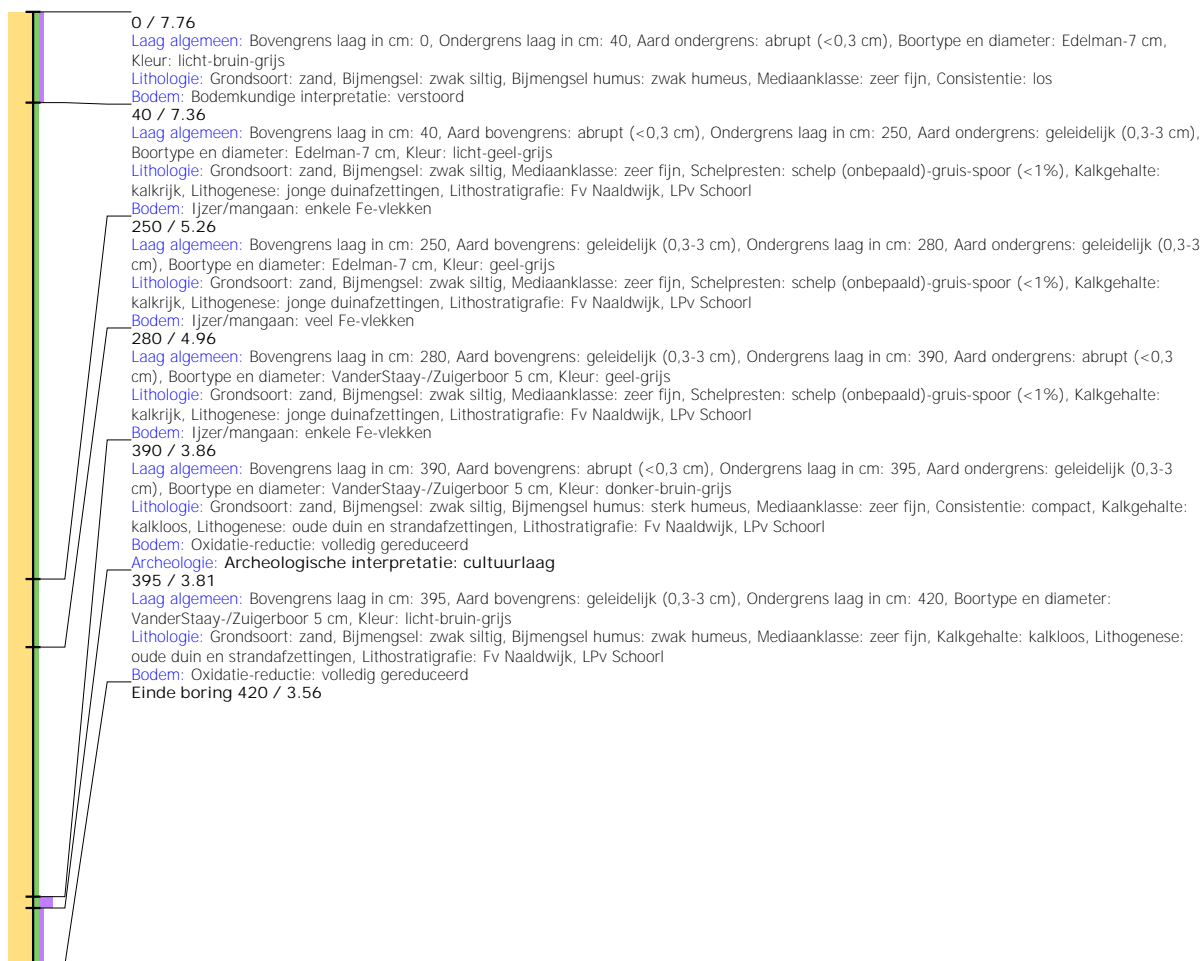 0 / 7.76
Laag algemeen: Bovengrens laag in cm: 0, Ondergrens laag in cm: 40, Aard ondergrens: abrupt (<0,3 cm), Boortype en diameter: Edelman-7 cm,
Kleur: licht-bruin-grijs
Lithologie: Grondsoort: zand, Bijmengsel: zwak siltig, Bijmengsel humus: zwak humeus, Mediaanklasse: zeer fijn, Consistentie: los
Bodem: Bodemkundige interpretatie: verstoord
40 / 7.36
Laag algemeen: Bovengrens laag in cm: 40, Aard bovengrens: abrupt (<0,3 cm), Ondergrens laag in cm: 250, Aard ondergrens: geleidelijk (0,3-3 cm),
Boortype en diameter: Edelman-7 cm, Kleur: licht-geel-grijs
Lithologie: Grondsoort: zand, Bijmengsel: zwak siltig, Mediaanklasse: zeer fijn, Schelpresten: schelp (onbepaald)-gruis-spoor (<1%), Kalkgehalte:
kalkrijk, Lithogenese: jonge duinafzettingen, Lithostratigrafie: Fv Naaldwijk, LPv Schoorl
Bodem: Ijzer/mangaan: enkele Fe-vlekken
250 / 5.26
Laag algemeen: Bovengrens laag in cm: 250, Aard bovengrens: geleidelijk (0,3-3 cm), Ondergrens laag in cm: 280, Aard ondergrens: geleidelijk (0,3-3
cm), Boortype en diameter: Edelman-7 cm, Kleur: geel-grijs
Lithologie: Grondsoort: zand, Bijmengsel: zwak siltig, Mediaanklasse: zeer fijn, Schelpresten: schelp (onbepaald)-gruis-spoor (<1%), Kalkgehalte:
kalkrijk, Lithogenese: jonge duinafzettingen, Lithostratigrafie: Fv Naaldwijk, LPv Schoorl
Bodem: Ijzer/mangaan: veel Fe-vlekken
280 / 4.96
Laag algemeen: Bovengrens laag in cm: 280, Aard bovengrens: geleidelijk (0,3-3 cm), Ondergrens laag in cm: 390, Aard ondergrens: abrupt (<0,3
cm), Boortype en diameter: VanderStaay-/Zuigerboor 5 cm, Kleur: geel-grijs
Lithologie: Grondsoort: zand, Bijmengsel: zwak siltig, Mediaanklasse: zeer fijn, Schelpresten: schelp (onbepaald)-gruis-spoor (<1%), Kalkgehalte:
kalkrijk, Lithogenese: jonge duinafzettingen, Lithostratigrafie: Fv Naaldwijk, LPv Schoorl
Bodem: Ijzer/mangaan: enkele Fe-vlekken
390 / 3.86
Laag algemeen: Bovengrens laag in cm: 390, Aard bovengrens: abrupt (<0,3 cm), Ondergrens laag in cm: 395, Aard ondergrens: geleidelijk (0,3-3
cm), Boortype en diameter: VanderStaay-/Zuigerboor 5 cm, Kleur: donker-bruin-grijs
Lithologie: Grondsoort: zand, Bijmengsel: zwak siltig, Bijmengsel humus: sterk humeus, Mediaanklasse: zeer fijn, Consistentie: compact, Kalkgehalte:
kalkloos, Lithogenese: oude duin en strandafzettingen, Lithostratigrafie: Fv Naaldwijk, LPv Schoorl
Bodem: Oxidatie-reductie: volledig gereduceerd
Archeologie: Archeologische interpretatie: cultuurlaag
395 / 3.81
Laag algemeen: Bovengrens laag in cm: 395, Aard bovengrens: geleidelijk (0,3-3 cm), Ondergrens laag in cm: 420, Boortype en diameter:
VanderStaay-/Zuigerboor 5 cm, Kleur: licht-bruin-grijs
Lithologie: Grondsoort: zand, Bijmengsel: zwak siltig, Bijmengsel humus: zwak humeus, Mediaanklasse: zeer fijn, Kalkgehalte: kalkloos, Lithogenese:
oude duin en strandafzettingen, Lithostratigrafie: Fv Naaldwijk, LPv Schoorl
Bodem: Oxidatie-reductie: volledig gereduceerd
Einde boring 420 / 3.56